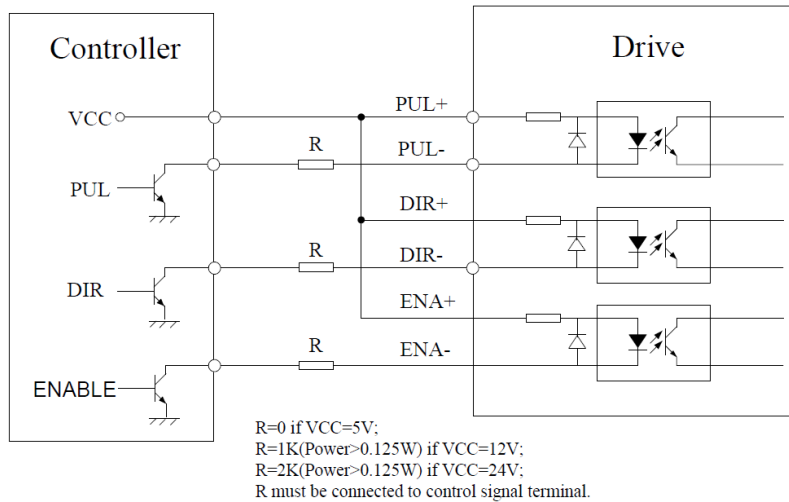 Controller
Drive
VCC
PUL+
R
PUL-
PUL
DIR+
R
DIR-
DIR
ENA+
R
ENA-
ENABLE
R=0 if VCC=5V;
R=1K(Power>0.125W) if VCC=12V;
R=2K(Power>0.125W) if VCC=24V;
R must be connected to control signal terminal.